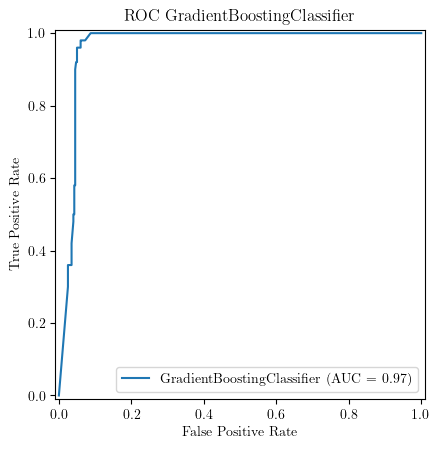 ROC GradientBoostingClassifier
1.0
0.8
0.6
0.4
0.2
0.0
True Positive Rate
GradientBoostingClassifier (AUC = 0.97)
0.0 0.2 0.4 0.6 0.8 1.0
False Positive Rate